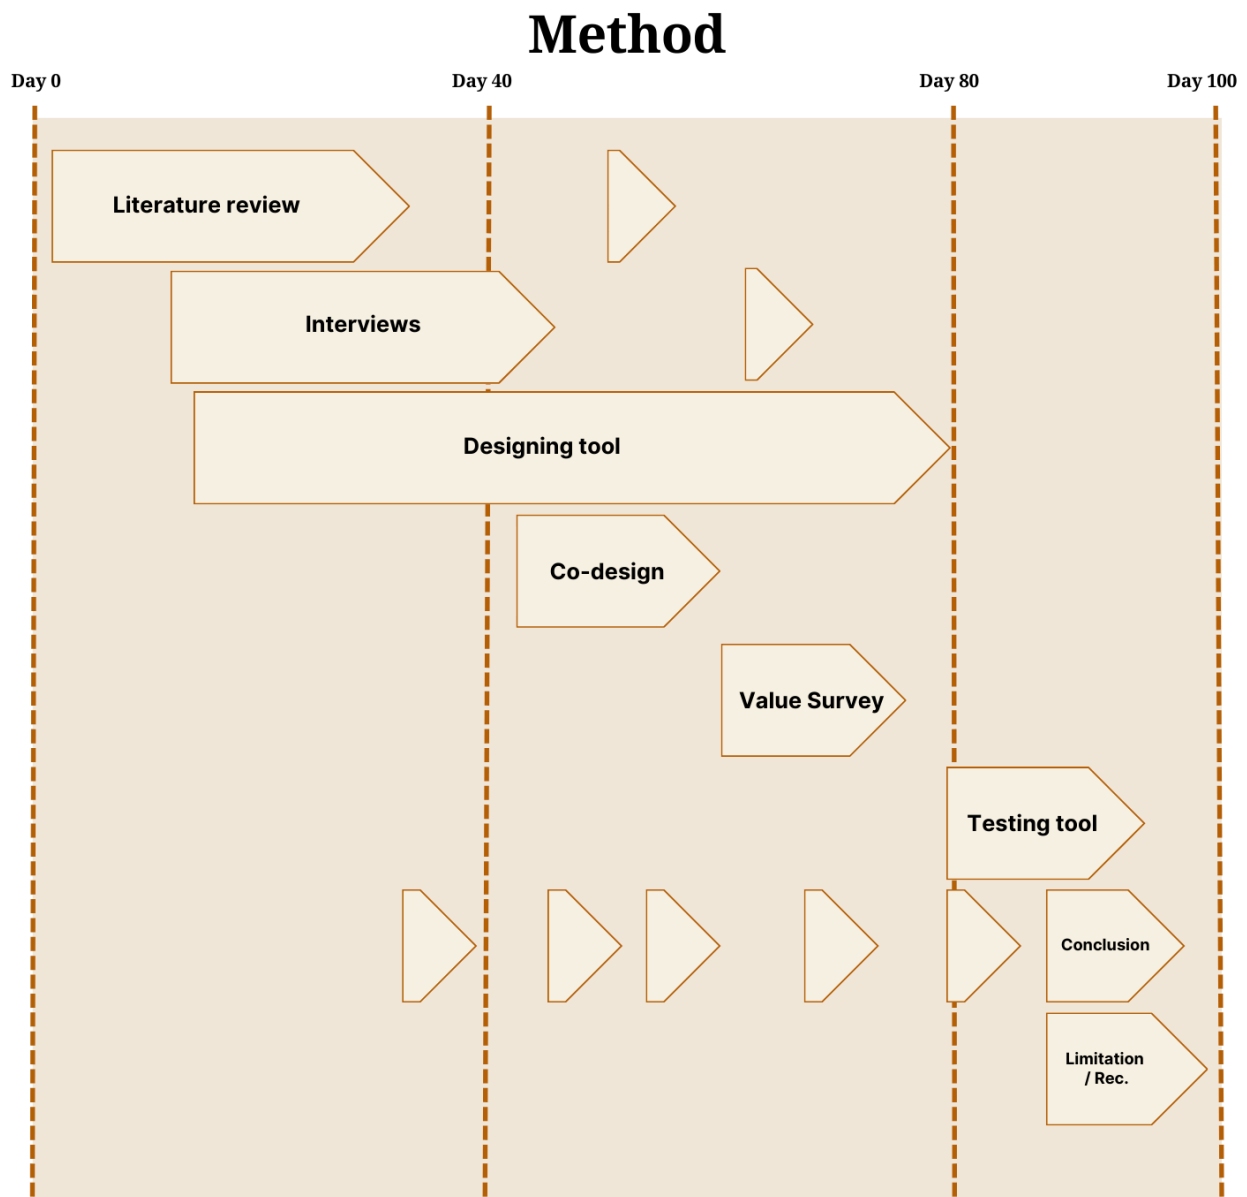 Method
Day 0
Day 40
Day 80
Day 100
Literature review
Interviews
Designing tool
Co-design
Value Survey
Testing tool
Conclusion
Limitation
/ Rec.